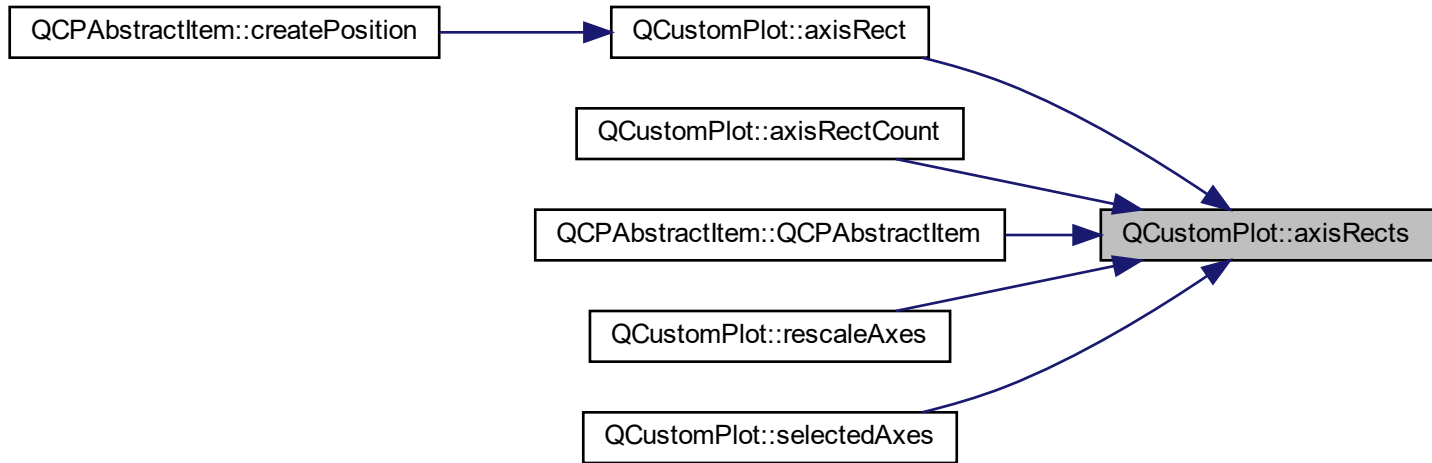 QCPAbstractItem::createPosition
QCustomPlot::axisRect
QCustomPlot::axisRectCount
QCPAbstractItem::QCPAbstractItem
QCustomPlot::axisRects
QCustomPlot::rescaleAxes
QCustomPlot::selectedAxes